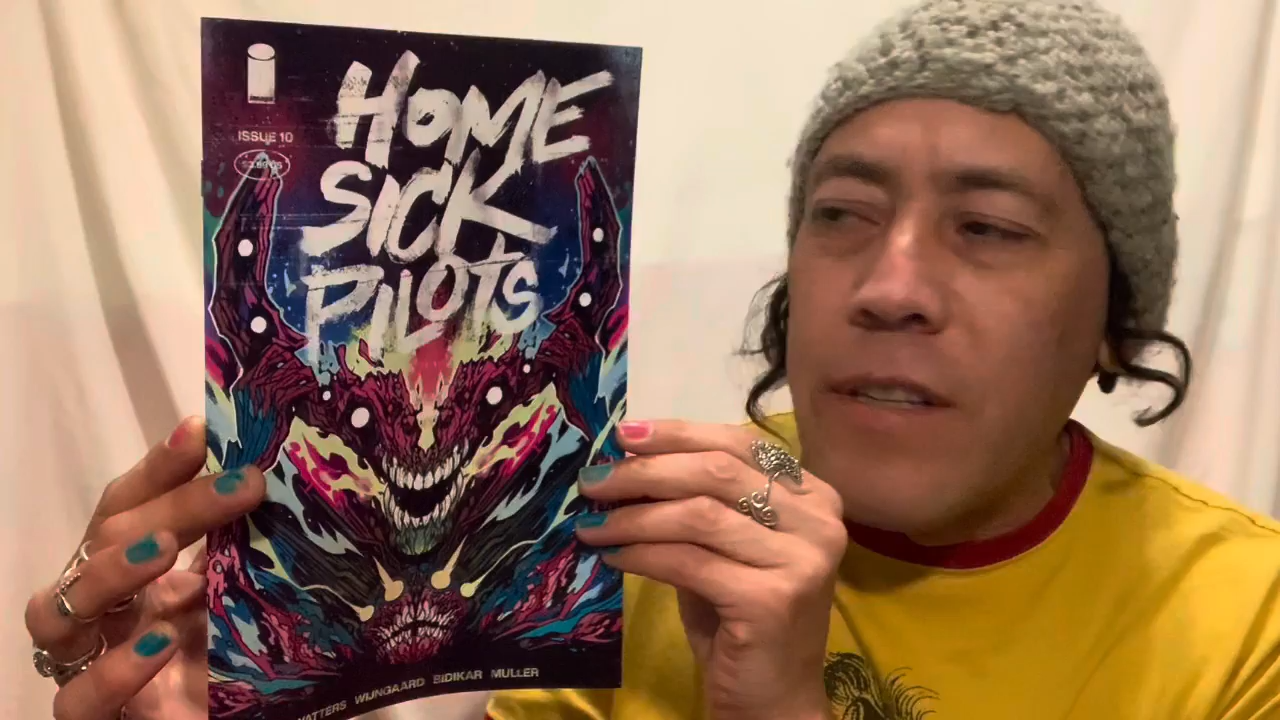 ISSUE 10
HOME
SICK
PILOTS
WATTERS WIJNGAARD BIDIKAR MULLER